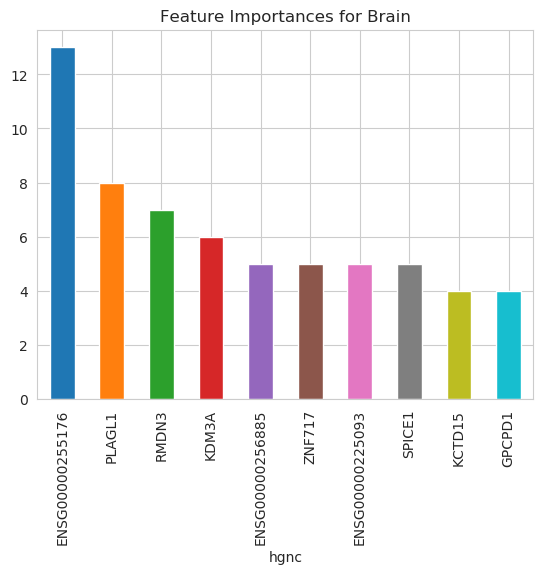 Feature Importances for Brain
12
10
8
6
4
2
0
ENSG00000255176
PLAGL1
RMDN3
KDM3A
ENSG00000256885
ZNF717
ENSG00000225093
SPICE1
KCTD15
GPCPD1
hgnc